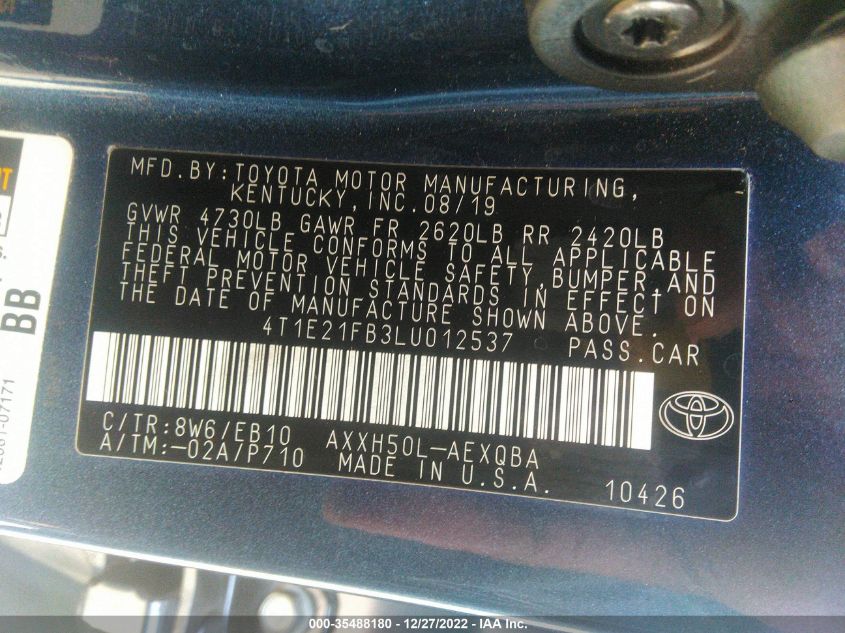 MFD.BY:TOYOTA MOTOR MANUFACTURING,
KENTUCKY,INC.08/19
GVWR 4730LB GAWR FR 2620LB RR 2420LB
THIS VEHICLE CONFORMS TO ALL APPLICABLE
FEDERAL MOTOR VEHICLE SAFETY,BUMPER,AND
THEFT PREVENTION STANDARDS IN EFFECT ON
THE DATE OF MANUFACTURE SHOWN ABOVE.
4T1E21FB3LU012537 PASS.CAR
C/TR:8W6/EB10 AXXH50L-AEXQBA
A/TM:-02A/P710 MADE IN U.S.A. 10426
BB
07171
000-35488180 - 12/27/2022 - IAA Inc.